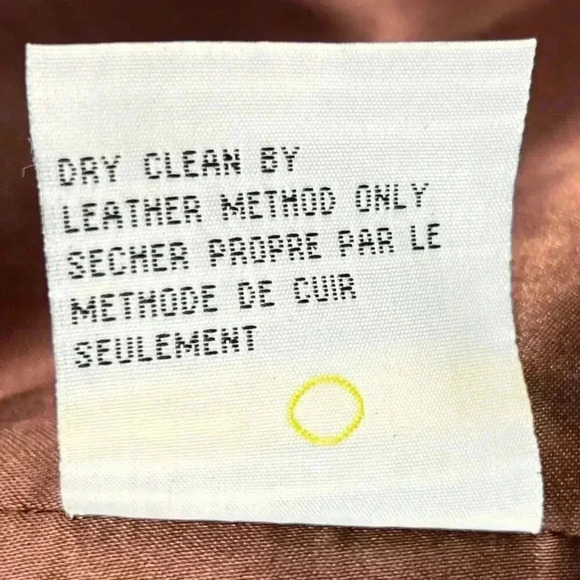 DRY CLEAN BY
LEATHER METHOD ONLY
SECHER PROPRE PAR LE
METHODE DE CUIR
SEULEMENT